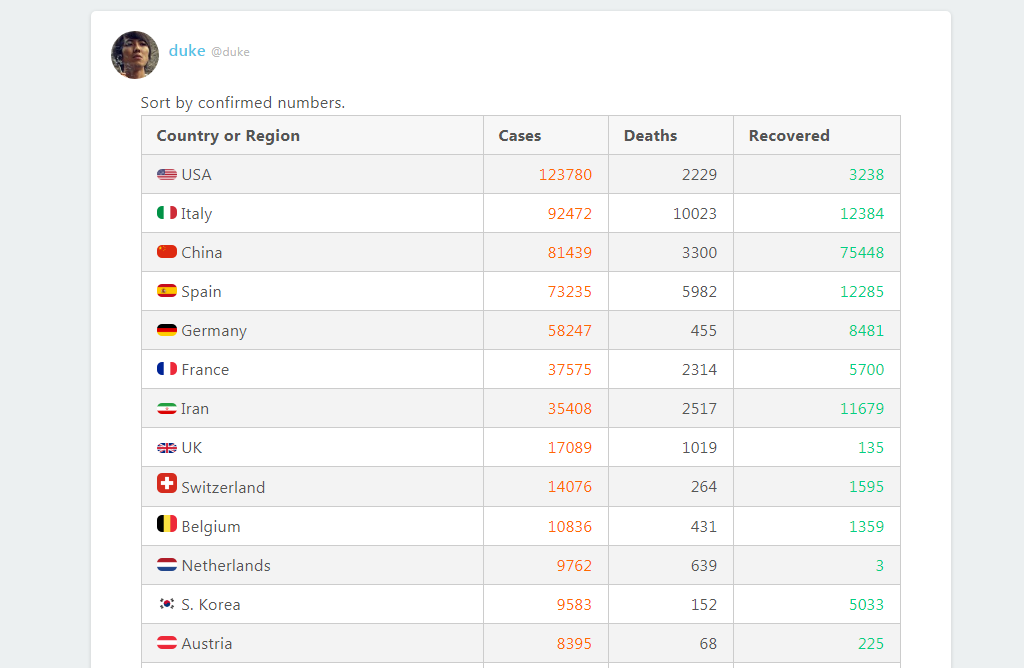 duke @duke
Sort by confirmed numbers.
Country or Region Cases Deaths Recovered
USA 123780 2229 3238
Italy 92472 10023 12384
China 81439 3300 75448
Spain 73235 5982 12285
Germany 58247 455 8481
France 37575 2314 5700
Iran 35408 2517 11679
UK 17089 1019 135
Switzerland 14076 264 1595
Belgium 10836 431 1359
Netherlands 9762 639 3
S. Korea 9583 152 5033
Austria 8395 68 225